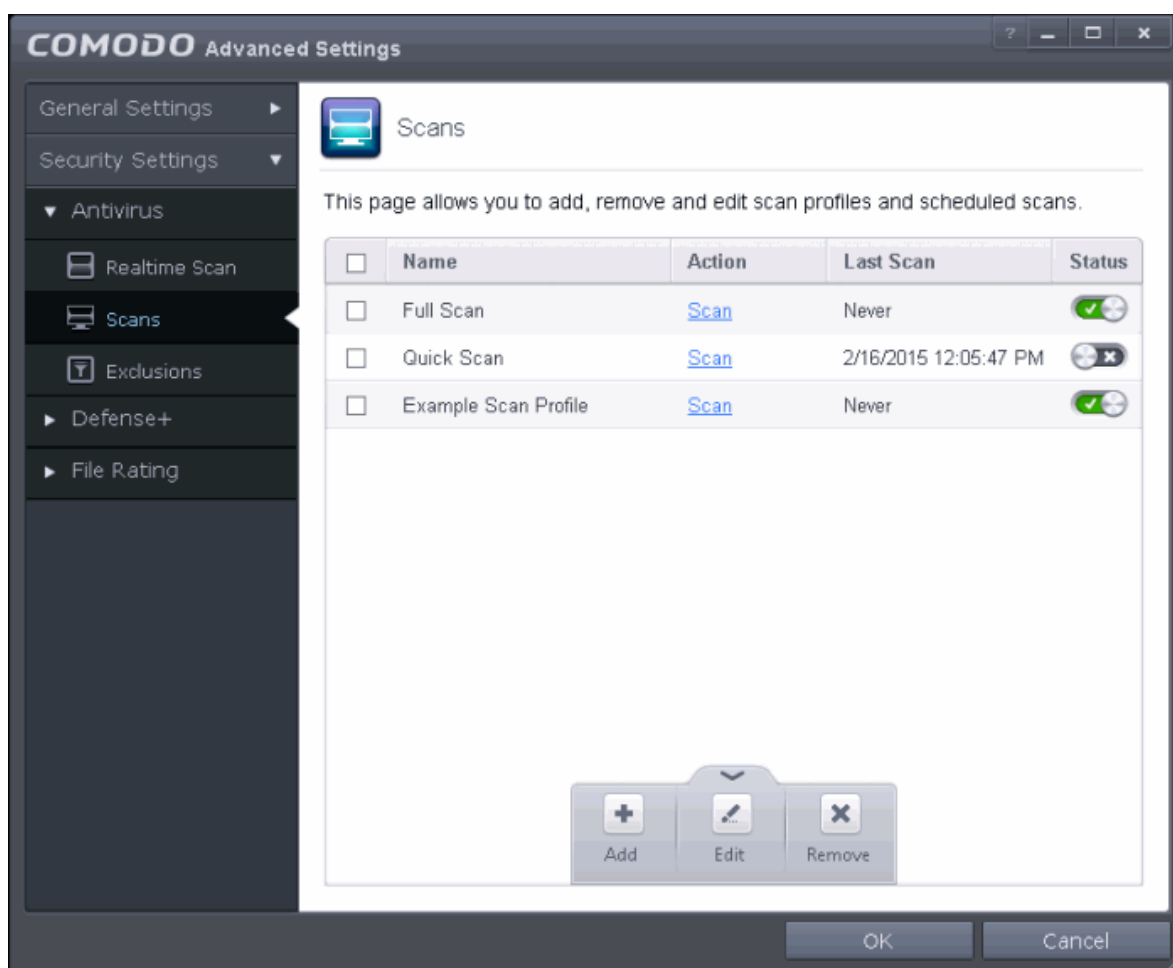 COMODO Advanced Settings
?
General Settings
Security Settings
Antivirus
Realtime Scan
Scans
Exclusions
Defense+
File Rating
Scans
This page allows you to add, remove and edit scan profiles and scheduled scans.
Name Action Last Scan Status
Full Scan Scan Never
Quick Scan Scan 2/16/2015 12:05:47 PM
Example Scan Profile Scan Never
Add Edit Remove
OK Cancel